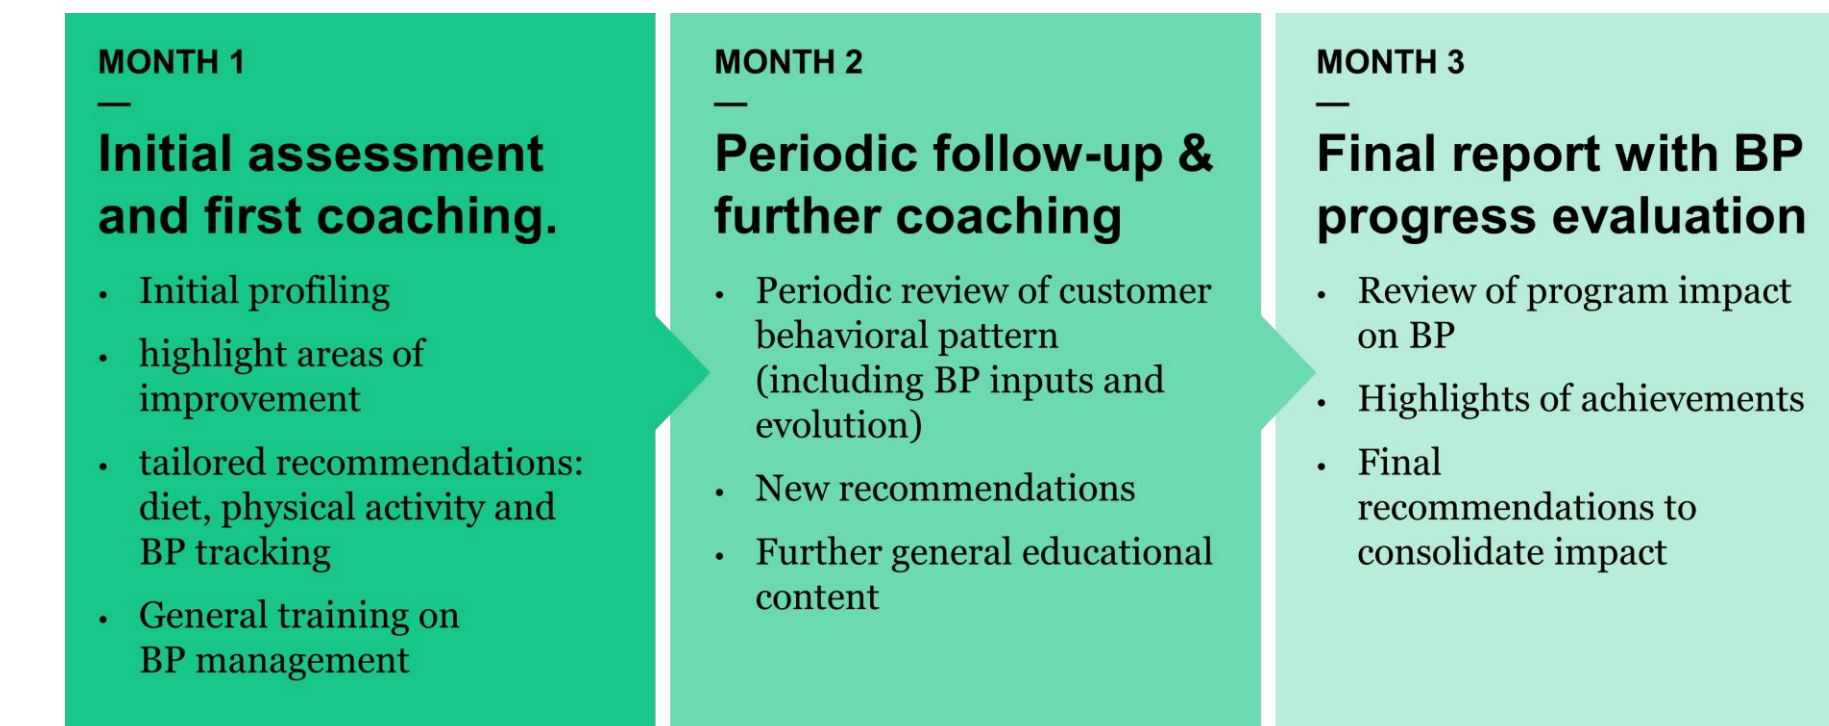 MONTH 1
—
Initial assessment
and first coaching.
• Initial profiling
• highlight areas of
improvement
• tailored recommendations:
diet, physical activity and
BP tracking
• General training on
BP management
MONTH 2
—
Periodic follow-up &
further coaching
• Periodic review of customer
behavioral pattern
(including BP inputs and
evolution)
• New recommendations
• Further general educational
content
MONTH 3
—
Final report with BP
progress evaluation
• Review of program impact
on BP
• Highlights of achievements
• Final
recommendations to
consolidate impact